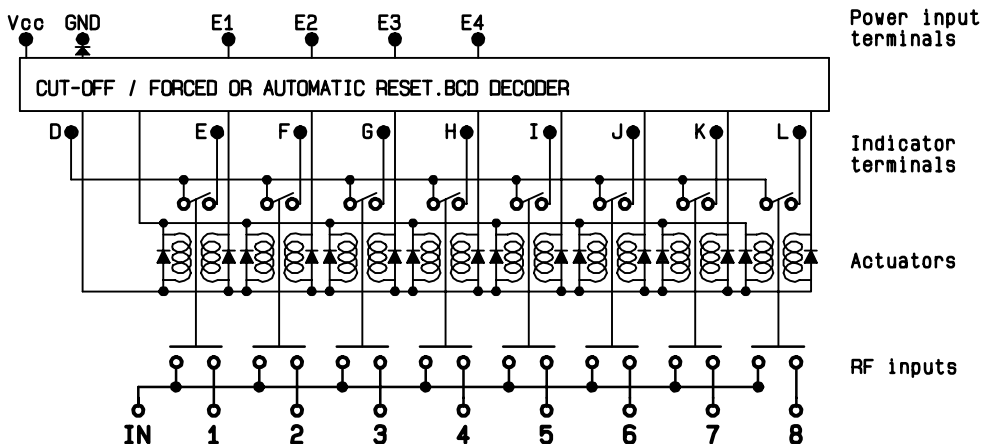 Vcc GND E1 E2 E3 E4 Power input
terminals
CUT-OFF / FORCED OR AUTOMATIC RESET.BCD DECODER
D E F G H I J K L Indicator
terminals
Actuators
RF inputs
IN 1 2 3 4 5 6 7 8